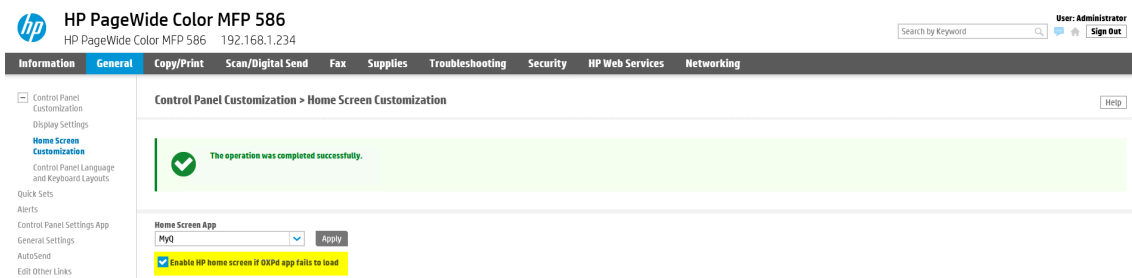 hp
HP PageWide Color MFP 586
HP PageWide Color MFP 586 192.168.1.234
User: Administrator
Search by Keyword
Sign Out
Information General Copy/Print Scan/Digital Send Fax Supplies Troubleshooting Security HP Web Services Networking
Control Panel
Customization
Display Settings
Home Screen
Customization
Control Panel Language
and Keyboard Layouts
Quick Sets
Alerts
Control Panel Settings App
General Settings
AutoSend
Edit Other Links
Control Panel Customization > Home Screen Customization
Help
The operation was completed successfully.
Home Screen App
MyQ
Apply
Enable HP home screen if OXPd app fails to load